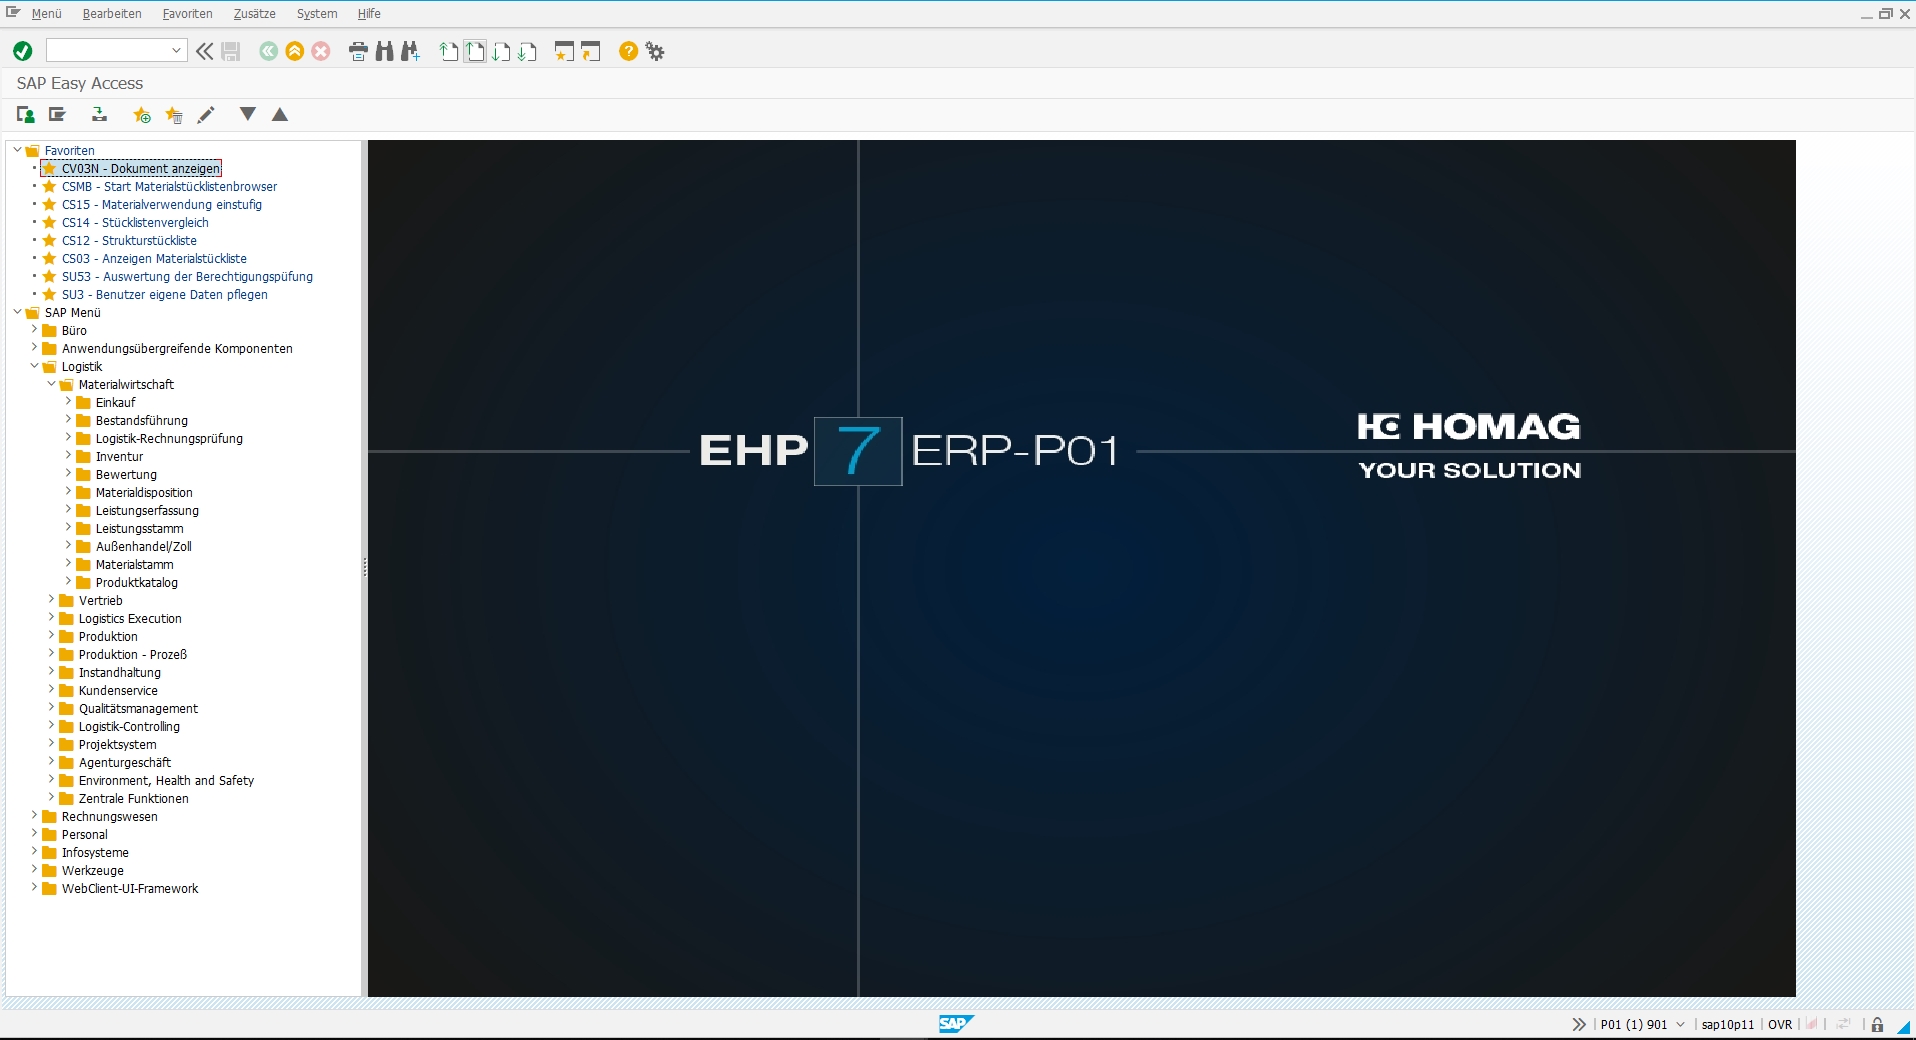 Menü Bearbeiten Favoriten Zusätze System Hilfe
SAP Easy Access
Favoriten
CV03N - Dokument anzeigen
CSMB - Start Materialstücklistenbrowser
CS15 - Materialverwendung einstufig
CS14 - Stücklistenvergleich
CS12 - Strukturstückliste
CS03 - Anzeigen Materialstückliste
SU53 - Auswertung der Berechtigungspüfung
SU3 - Benutzer eigene Daten pflegen
SAP Menü
Büro
Anwendungsübergreifende Komponenten
Logistik
Materialwirtschaft
Einkauf
Bestandsführung
Logistik-Rechnungsprüfung
Inventur
Bewertung
Materialdisposition
Leistungserfassung
Leistungsstamm
Außenhandel/Zoll
Materialstamm
Produktkatalog
Vertrieb
Logistics Execution
Produktion
Produktion - Prozeß
Instandhaltung
Kundenservice
Qualitätsmanagement
Logistik-Controlling
Projektsystem
Agenturgeschäft
Environment, Health and Safety
Zentrale Funktionen
Rechnungswesen
Personal
Infosysteme
Werkzeuge
WebClient-UI-Framework
EHP 7 ERP-P01
HOMAG
YOUR SOLUTION
SAP
P01 (1) 901 sap10p11 OVR